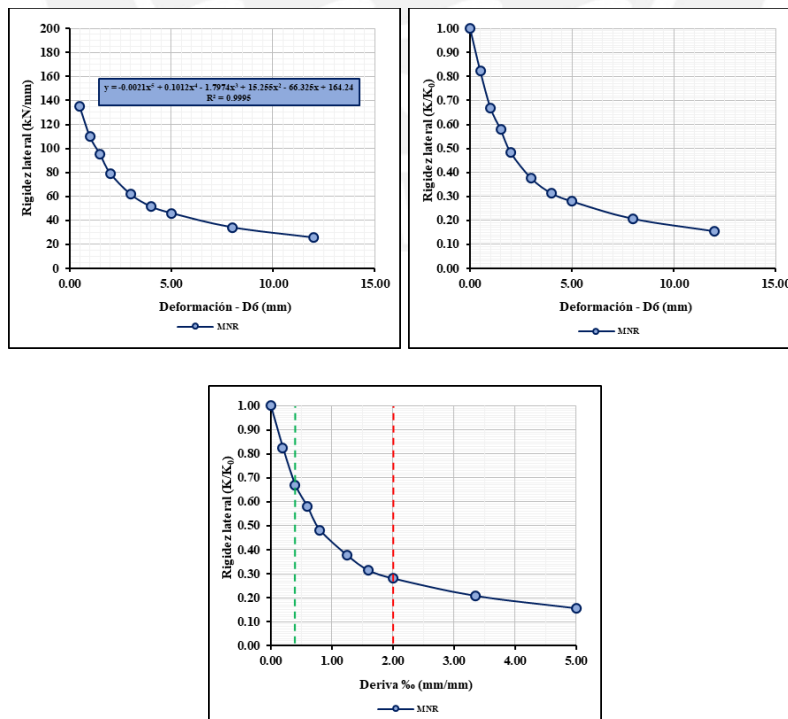 200
180
160
140
120
100
80
60
40
20
0
Rigidez lateral (kN/mm)
y = -0.0021x⁵ + 0.1012x⁴ - 1.7974x³ + 15.255x² - 66.325x + 164.24
R² = 0.9995
0.00 5.00 10.00 15.00
Deformación - D6 (mm)
MNR
1.00
0.90
0.80
0.70
0.60
0.50
0.40
0.30
0.20
0.10
0.00
Rigidez lateral (K/K₀)
0.00 5.00 10.00 15.00
Deformación - D6 (mm)
MNR
1.00
0.90
0.80
0.70
0.60
0.50
0.40
0.30
0.20
0.10
0.00
Rigidez lateral (K/K₀)
0.00 1.00 2.00 3.00 4.00 5.00
Deriva ‰ (mm/mm)
MNR